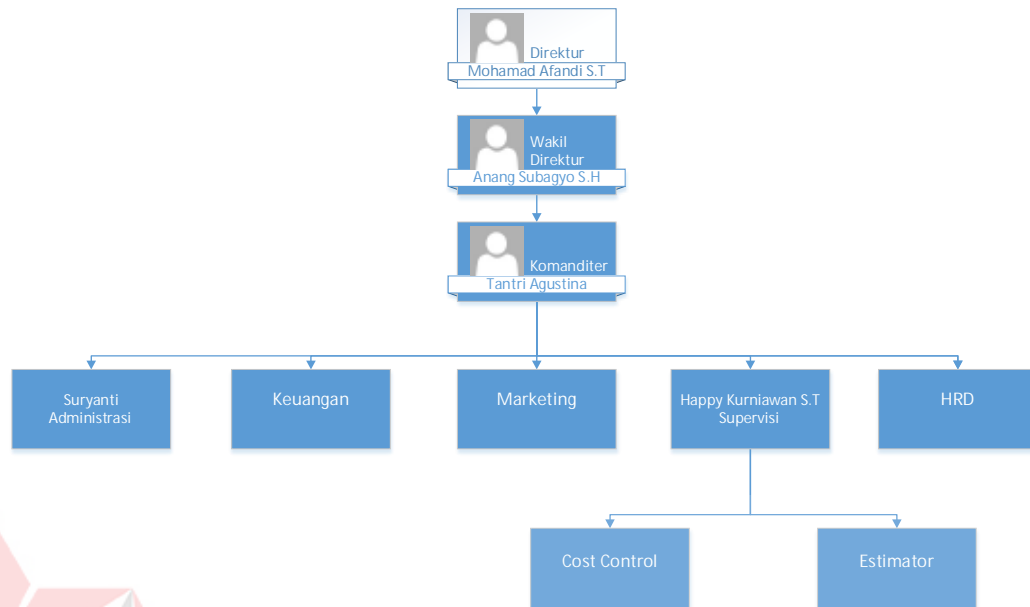 Direktur
Mohamad Afandi S.T
Wakil
Direktur
Anang Subagyo S.H
Komanditer
Tantri Agustina
Suryanti
Administrasi
Keuangan
Marketing
Happy Kurniawan S.T
Supervisi
HRD
Cost Control
Estimator